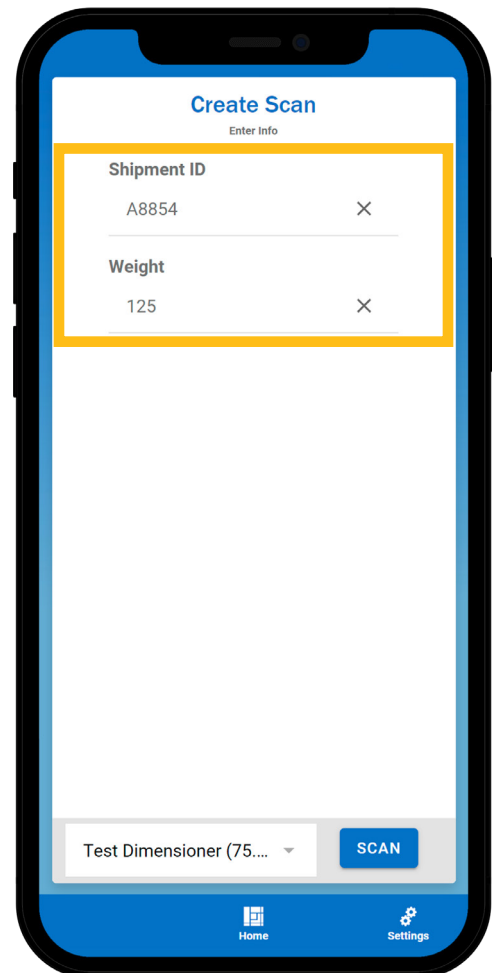 Create Scan
Enter Info
Shipment ID
A8854
Weight
125
Test Dimensioner (75....
SCAN
Home
Settings